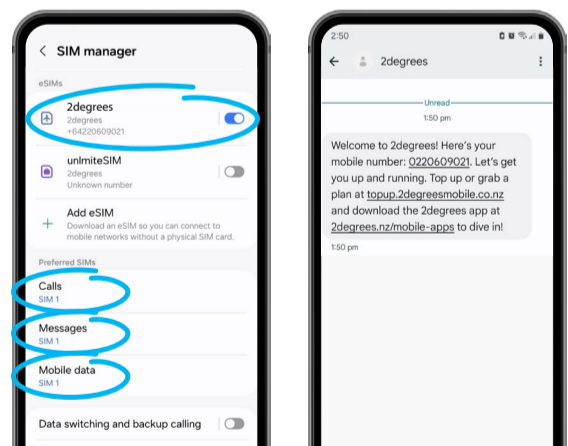 SIM manager
eSIMs
2degrees
2degrees
+64220609021
unlmiteSIM
2degrees
Unknown number
Add eSIM
Download an eSIM so you can connect to
mobile networks without a physical SIM card.
Preferred SIMs
Calls
SIM 1
Messages
SIM 1
Mobile data
SIM 1
Data switching and backup calling
2:50
2degrees
Unread
1:50 pm
Welcome to 2degrees! Here's your
mobile number: 0220609021. Let's get
you up and running. Top up or grab a
plan at topup.2degreesmobile.co.nz
and download the 2degrees app at
2degrees.nz/mobile-apps to dive in!
1:50 pm